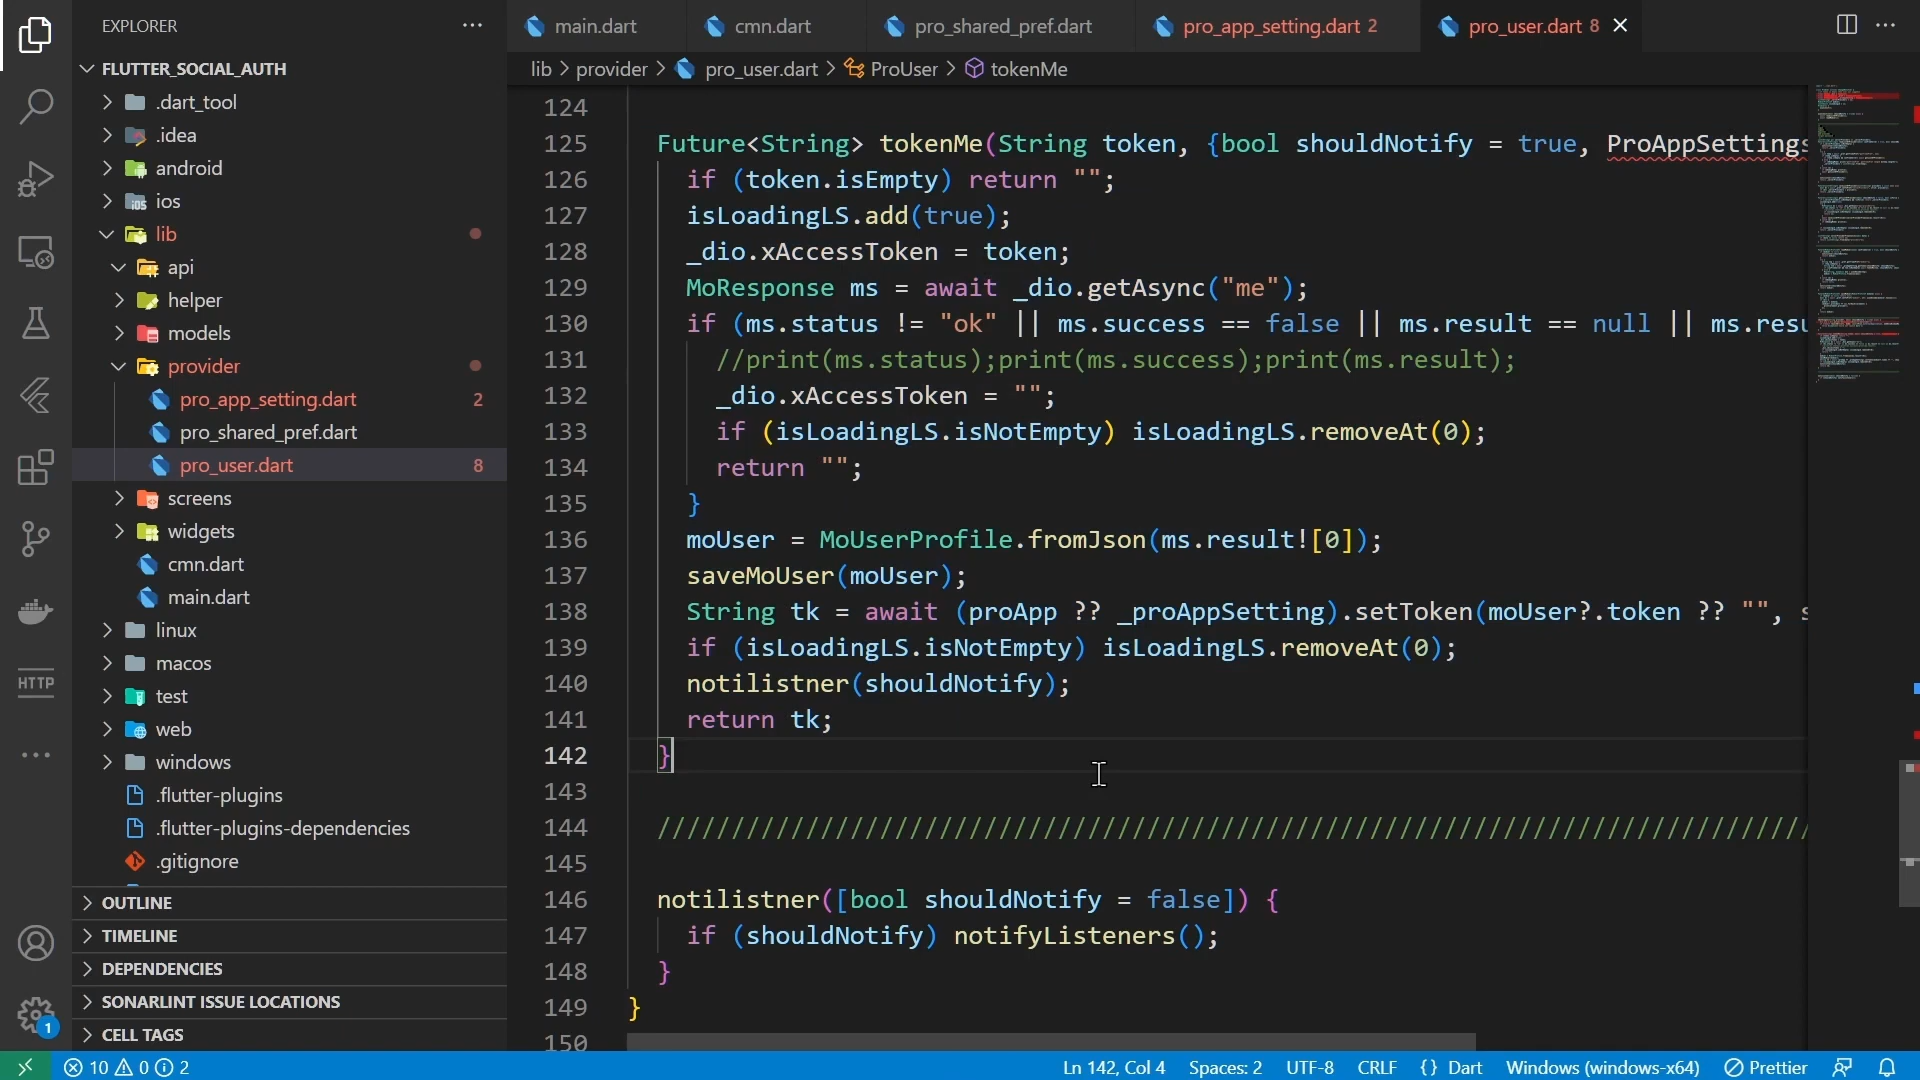 EXPLORER
FLUTTER_SOCIAL_AUTH
.dart_tool
.idea
android
ios
lib
api
helper
models
provider
pro_app_setting.dart 2
pro_shared_pref.dart
pro_user.dart 8
screens
widgets
cmn.dart
main.dart
linux
macos
test
web
windows
.flutter-plugins
.flutter-plugins-dependencies
.gitignore
OUTLINE
TIMELINE
DEPENDENCIES
SONARLINT ISSUE LOCATIONS
CELL TAGS
HTTP
1
main.dart cmn.dart pro_shared_pref.dart pro_app_setting.dart 2 pro_user.dart 8
lib > provider > pro_user.dart > ProUser > tokenMe
124
125 Future<String> tokenMe(String token, {bool shouldNotify = true, ProAppSettings
126 if (token.isEmpty) return "";
127 isLoadingLS.add(true);
128 _dio.xAccessToken = token;
129 MoResponse ms = await _dio.getAsync("me");
130 if (ms.status != "ok" || ms.success == false || ms.result == null || ms.resu
131 //print(ms.status);print(ms.success);print(ms.result);
132 _dio.xAccessToken = "";
133 if (isLoadingLS.isNotEmpty) isLoadingLS.removeAt(0);
134 return "";
135 }
136 moUser = MoUserProfile.fromJson(ms.result![0]);
137 saveMoUser(moUser);
138 String tk = await (proApp ?? _proAppSetting).setToken(moUser?.token ?? "", s
139 if (isLoadingLS.isNotEmpty) isLoadingLS.removeAt(0);
140 notilistner(shouldNotify);
141 return tk;
142 }
143
144 //////////////////////////////////////////////////////////////////////////////
145
146 notilistner([bool shouldNotify = false]) {
147 if (shouldNotify) notifyListeners();
148 }
149 }
150
10 0 2 Ln 142, Col 4 Spaces: 2 UTF-8 CRLF {} Dart Windows (windows-x64) Prettier